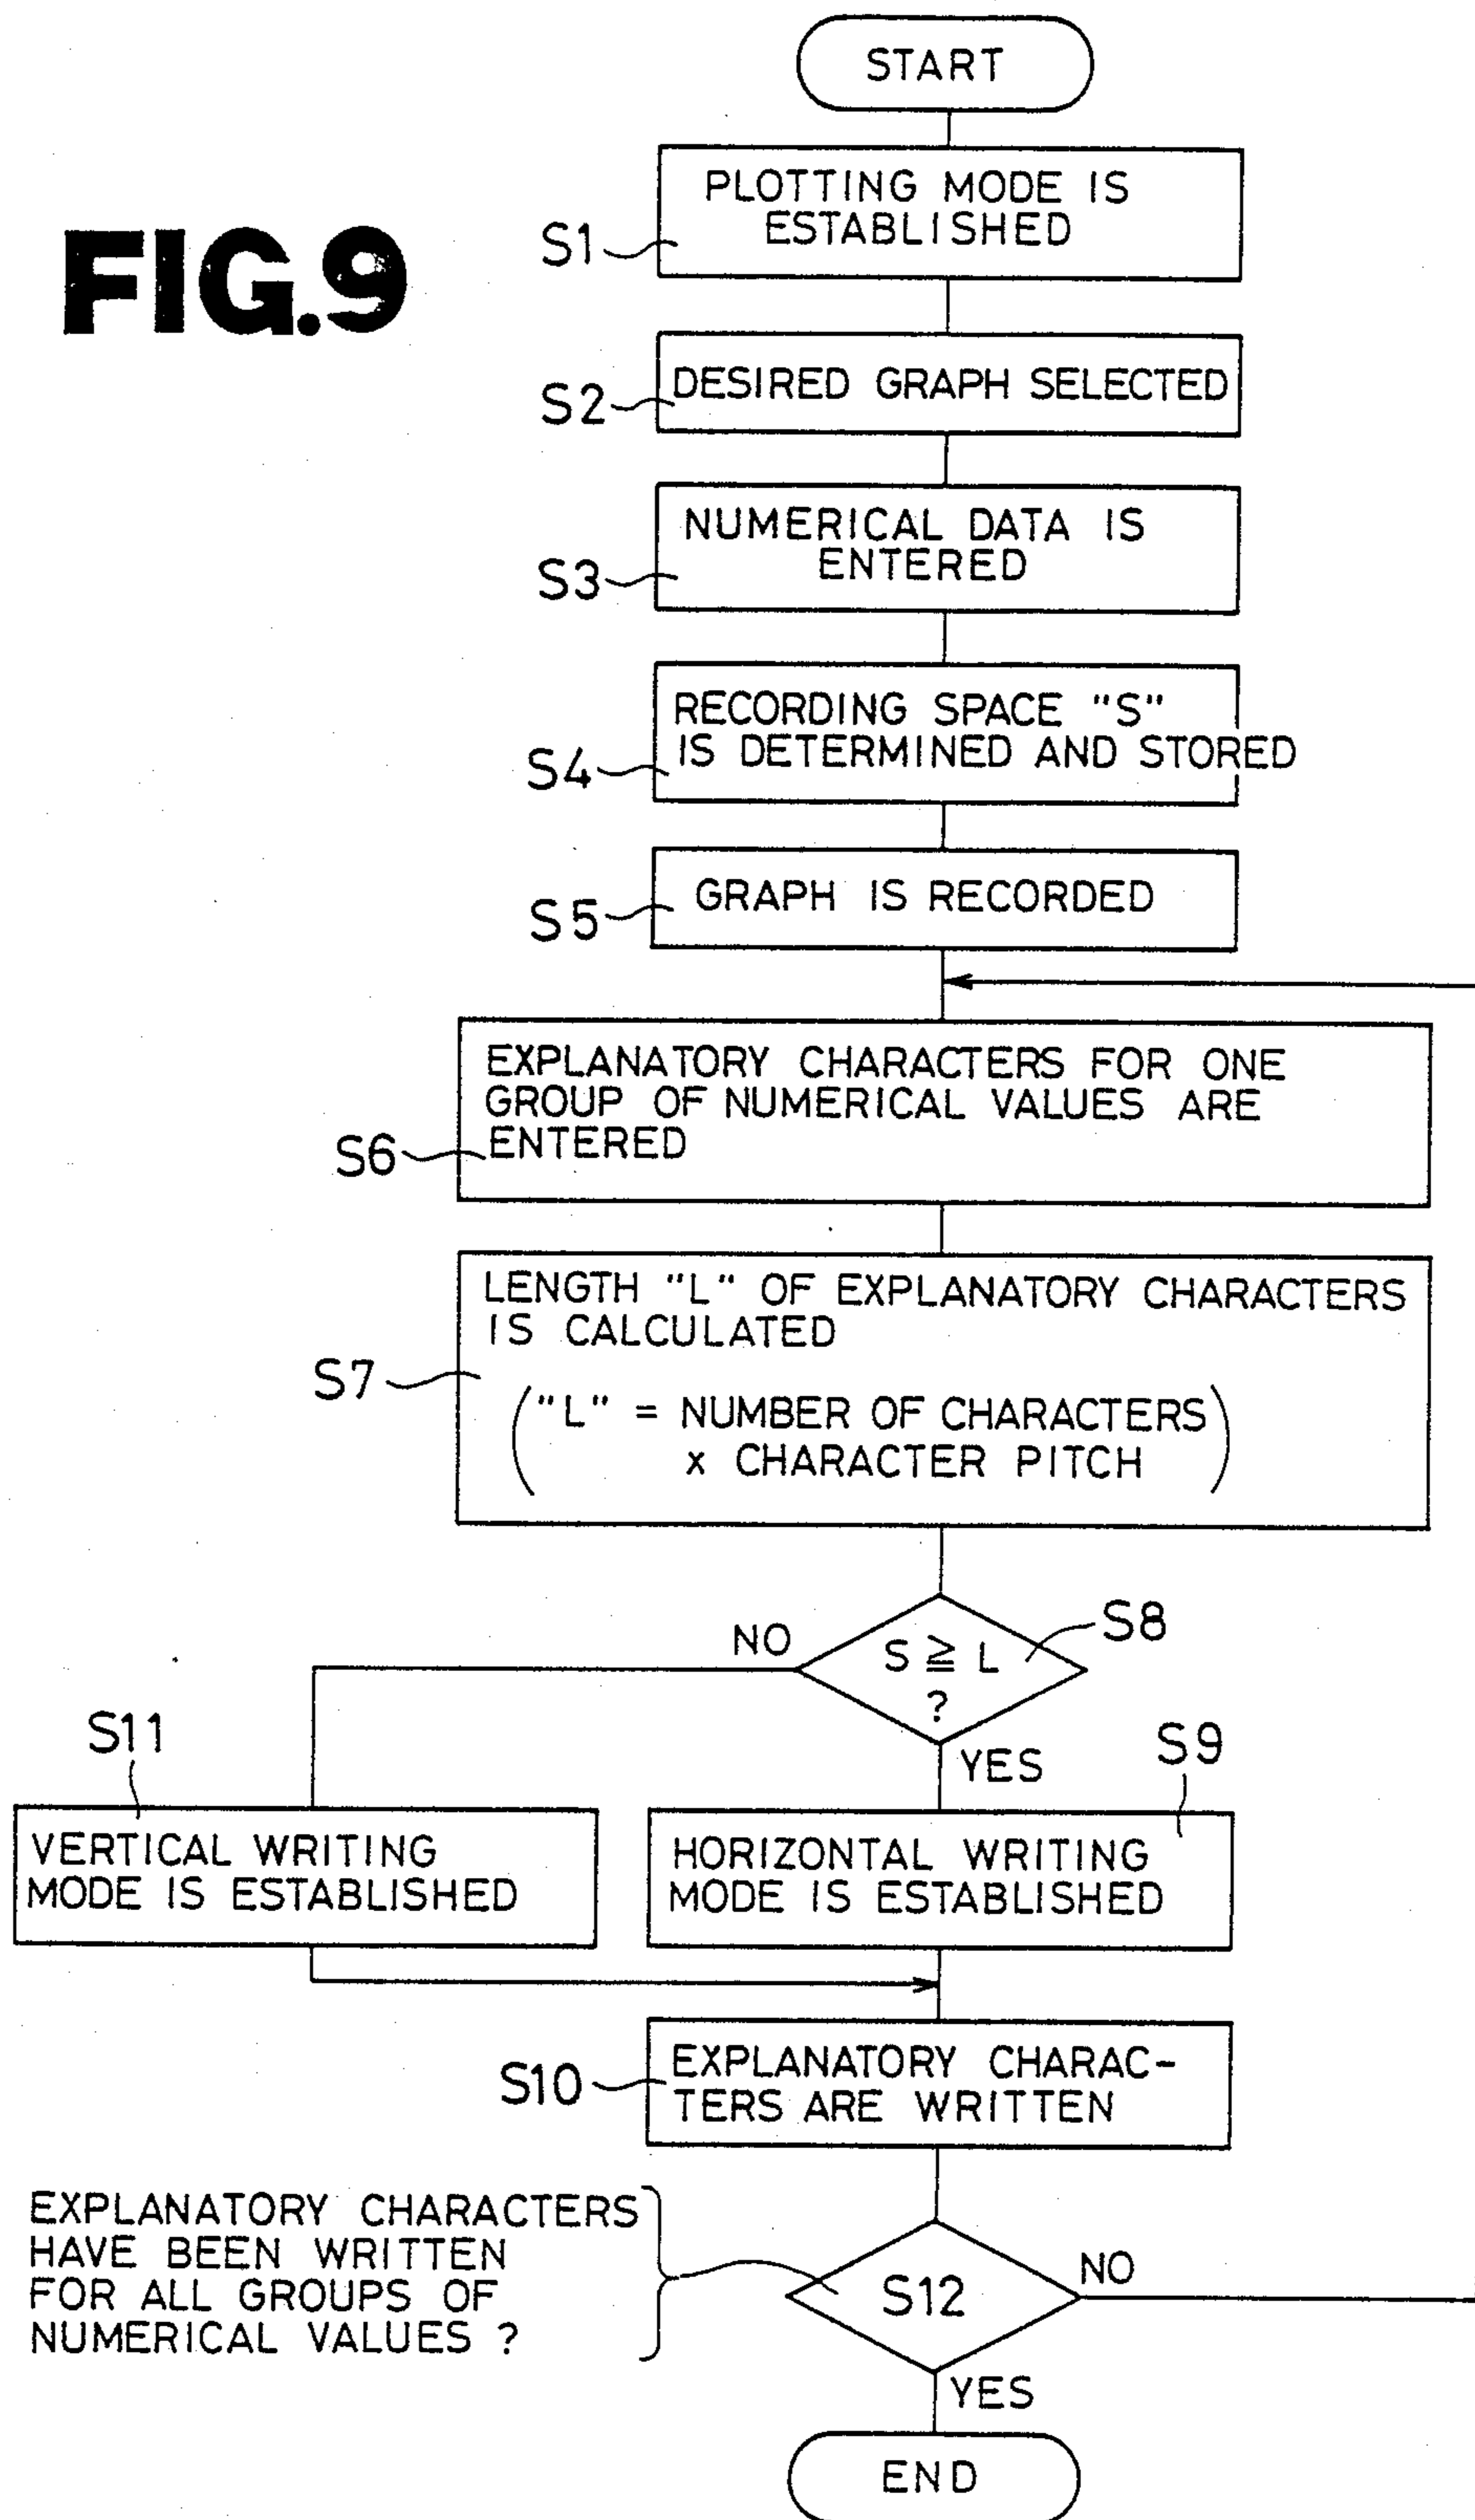 START
PLOTTING MODE IS
ESTABLISHED
S1
FIG.9
DESIRED GRAPH SELECTED
S2
NUMERICAL DATA IS
ENTERED
S3
RECORDING SPACE "S"
IS DETERMINED AND STORED
S4
GRAPH IS RECORDED
S5
EXPLANATORY CHARACTERS FOR ONE
GROUP OF NUMERICAL VALUES ARE
ENTERED
S6
LENGTH "L" OF EXPLANATORY CHARACTERS
IS CALCULATED
S7
("L" = NUMBER OF CHARACTERS
x CHARACTER PITCH)
S8
NO
S ≧ L
?
YES
S11
S9
VERTICAL WRITING
MODE IS ESTABLISHED
HORIZONTAL WRITING
MODE IS ESTABLISHED
S10
EXPLANATORY CHARAC-
TERS ARE WRITTEN
EXPLANATORY CHARACTERS
HAVE BEEN WRITTEN
FOR ALL GROUPS OF
NUMERICAL VALUES ?
S12
NO
YES
END